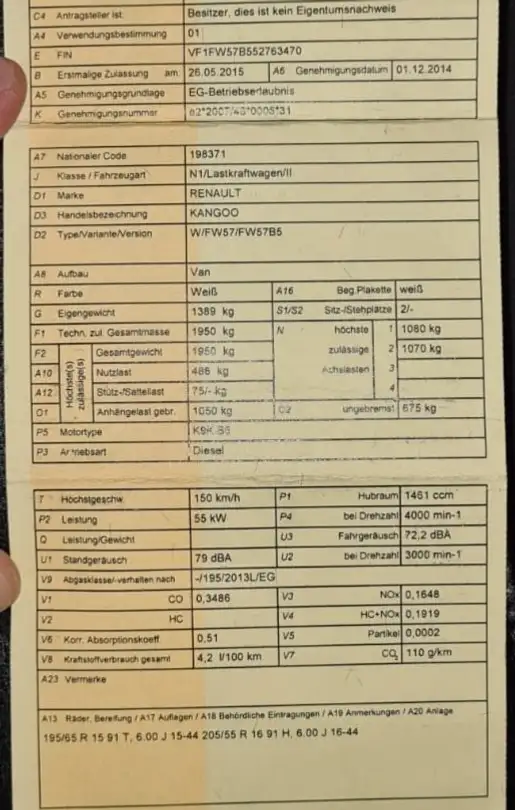 C4 Antragsteller ist Besitzer, dies ist kein Eigentumsnachweis
A4 Verwendungsbestimmung 01
E FIN VF1FW57B552763470
B Erstmalige Zulassung am: 26.05.2015 A6 Genehmigungsdatum 01.12.2014
A5 Genehmigungsgrundlage EG-Betriebserlaubnis
K Genehmigungsnummer e2*2007/46*0005*31
A7 Nationaler Code 198371
J Klasse / Fahrzeugart N1/Lastkraftwagen/II
D1 Marke RENAULT
D3 Handelsbezeichnung KANGOO
D2 Type/Variante/Version W/FW57/FW57B5
A8 Aufbau Van
R Farbe Weiß A16 Beg.Plakette weiß
G Eigengewicht 1389 kg S1/S2 Sitz-/Stehplätze 2/-
F1 Techn. zul. Gesamtmasse 1950 kg N höchste 1 1080 kg
F2 Höchste(s) zulässige(s) Gesamtgewicht 1950 kg zulässige 2 1070 kg
A10 Nutzlast 486 kg Achslasten 3
A12 Stütz-/Sattellast 75/- kg 4
O1 Anhängelast gebr. 1050 kg O2 ungebremst 675 kg
P5 Motortype
P3 Antriebsart Diesel
T Höchstgeschw. 150 km/h P1 Hubraum 1461 ccm
P2 Leistung 55 kW P4 bei Drehzahl 4000 min-1
Q Leistung/Gewicht U3 Fahrgeräusch 72,2 dBA
U1 Standgeräusch 79 dBA U2 bei Drehzahl 3000 min-1
V9 Abgasklasse/-verhalten nach -/195/2013L/EG
V1 CO 0,3486 V3 NOx 0,1648
V2 HC V4 HC+NOx 0,1919
V6 Korr. Absorptionskoeff. 0,51 V5 Partikel 0,0002
V8 Kraftstoffverbrauch gesamt 4,2 l/100 km V7 CO₂ 110 g/km
A23 Vermerke
A13 Räder, Bereifung / A17 Auflagen / A18 Behördliche Eintragungen / A19 Anmerkungen / A20 Anlage
195/65 R 15 91 T, 6.00 J 15-44 205/55 R 16 91 H, 6.00 J 16-44